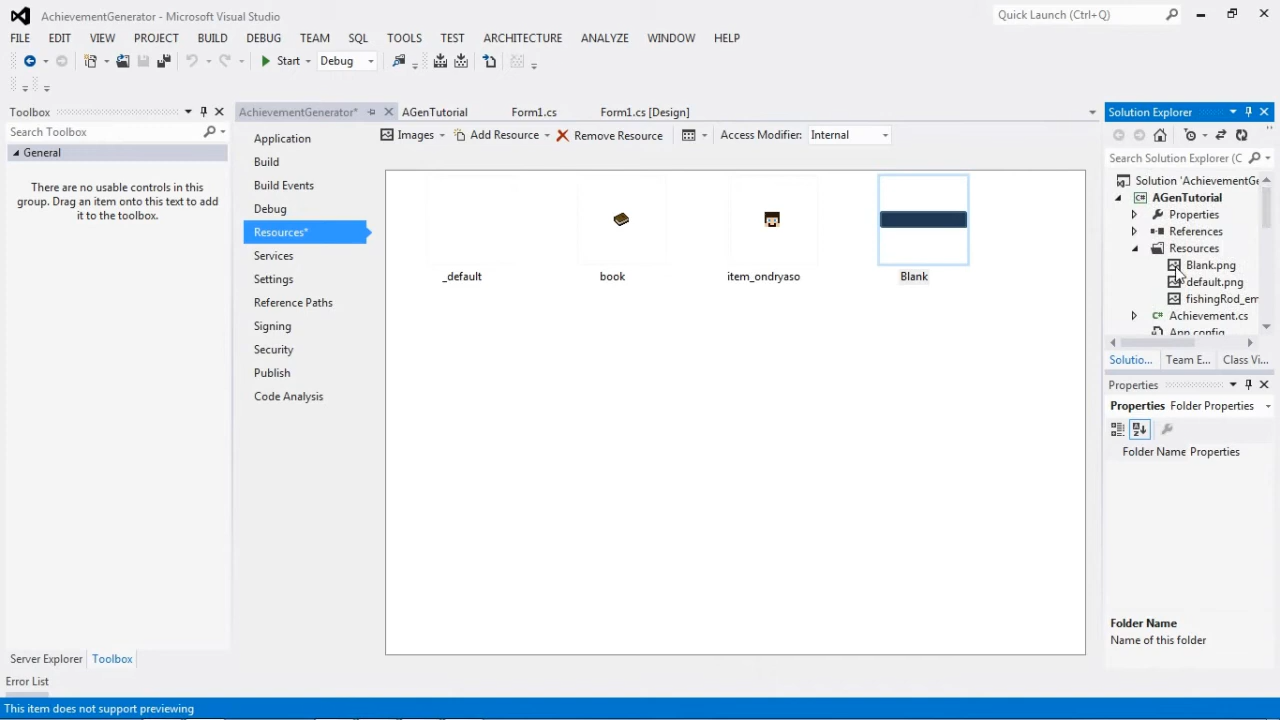 AchievementGenerator - Microsoft Visual Studio
Quick Launch (Ctrl+Q)
FILE EDIT VIEW PROJECT BUILD DEBUG TEAM SQL TOOLS TEST ARCHITECTURE ANALYZE WINDOW HELP
Start Debug
Toolbox
Search Toolbox
General
There are no usable controls in this
group. Drag an item onto this text to add
it to the toolbox.
Server Explorer Toolbox
AchievementGenerator* AGenTutorial Form1.cs Form1.cs [Design]
Application
Build
Build Events
Debug
Resources*
Services
Settings
Reference Paths
Signing
Security
Publish
Code Analysis
Images Add Resource Remove Resource Access Modifier: Internal
_default book item_ondryaso Blank
Solution Explorer
Search Solution Explorer (C
Solution 'AchievementGe
AGenTutorial
Properties
References
Resources
Blank.png
default.png
fishingRod_em
Achievement.cs
App.config
Solutio... Team E... Class Vi...
Properties
Properties Folder Properties
Folder Name Properties
Folder Name
Name of this folder
Error List
This item does not support previewing